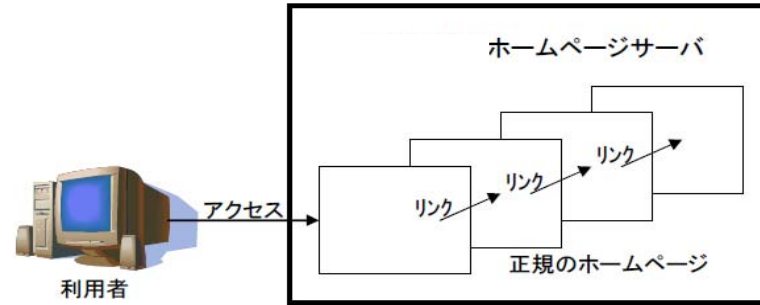 ホームページサーバ
リンク
リンク
リンク
アクセス
正規のホームページ
利用者